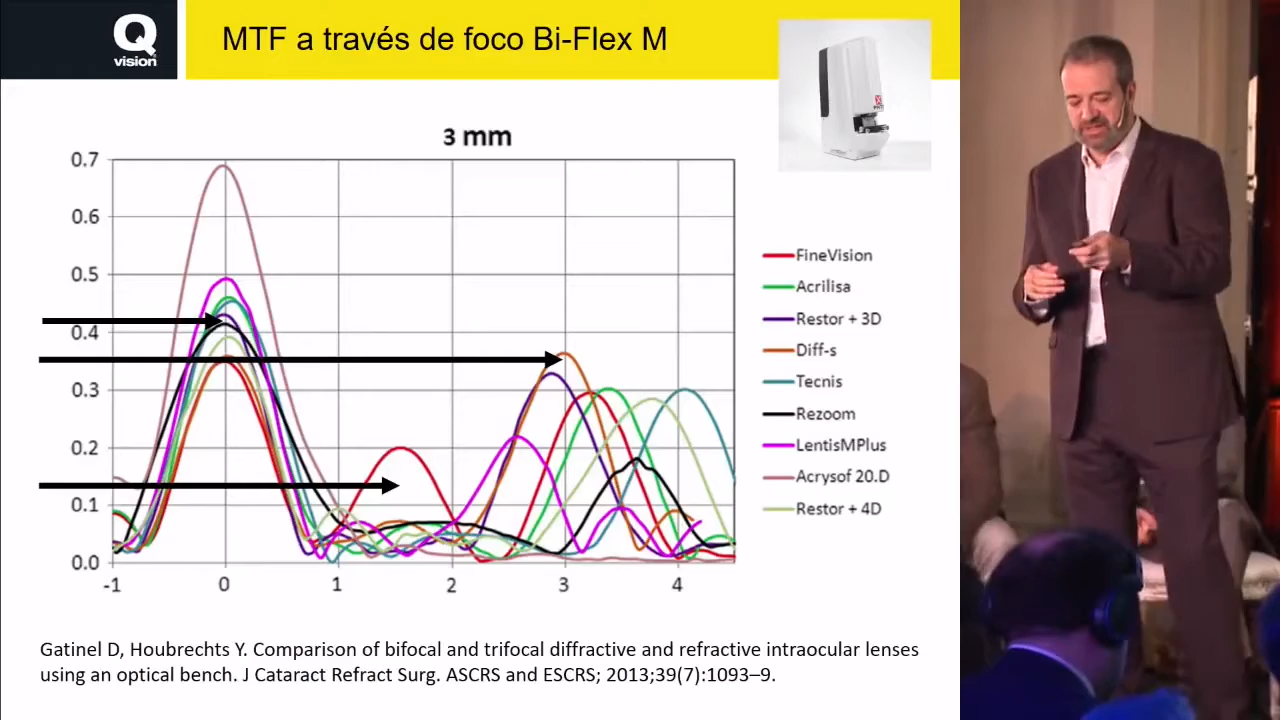 Q
vision
MTF a través de foco Bi-Flex M
3 mm
0.7
0.6
0.5
0.4
0.3
0.2
0.1
0.0
-1 0 1 2 3 4
FineVision
Acrilisa
Restor + 3D
Diff-s
Tecnis
Rezoom
LentisMPlus
Acrysof 20.D
Restor + 4D
Gatinel D, Houbrechts Y. Comparison of bifocal and trifocal diffractive and refractive intraocular lenses
using an optical bench. J Cataract Refract Surg. ASCRS and ESCRS; 2013;39(7):1093–9.